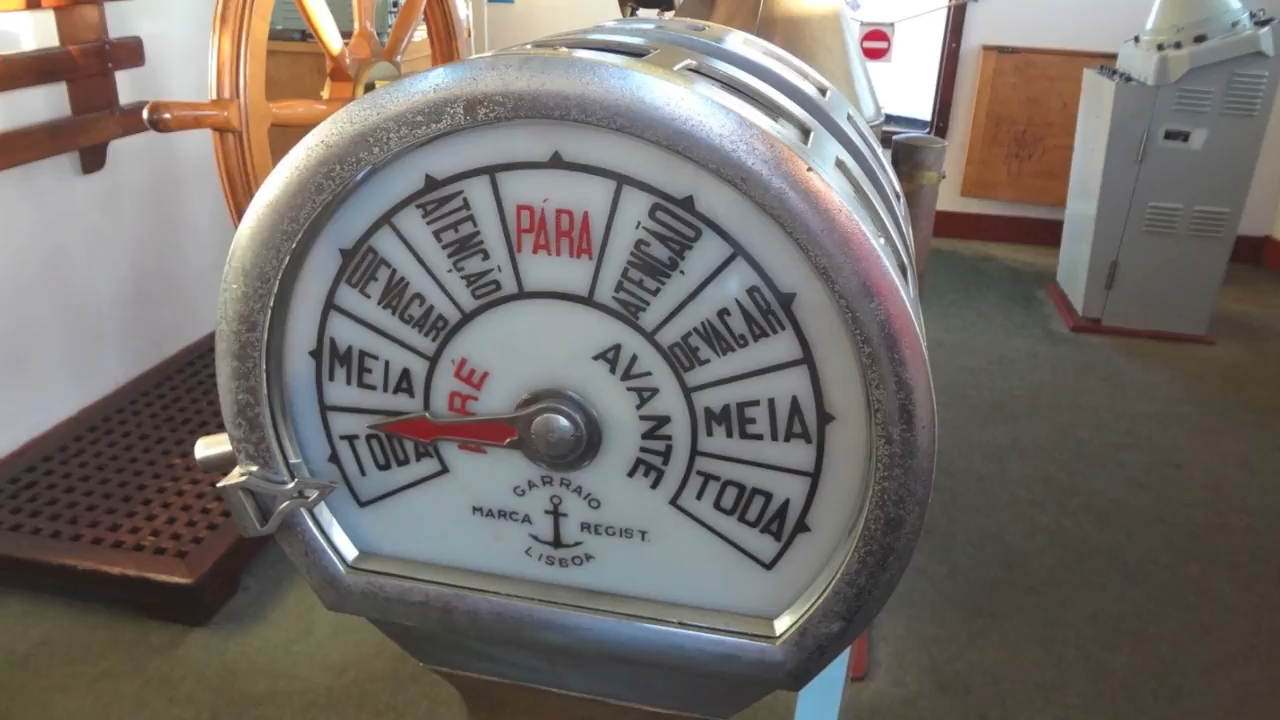 PÁRA
ATENÇÃO
ATENÇÃO
DEVAGAR
DEVAGAR
MEIA
MEIA
TODA
TODA
AVANTE
GARRAIO
MARCA REGIST.
LISBOA